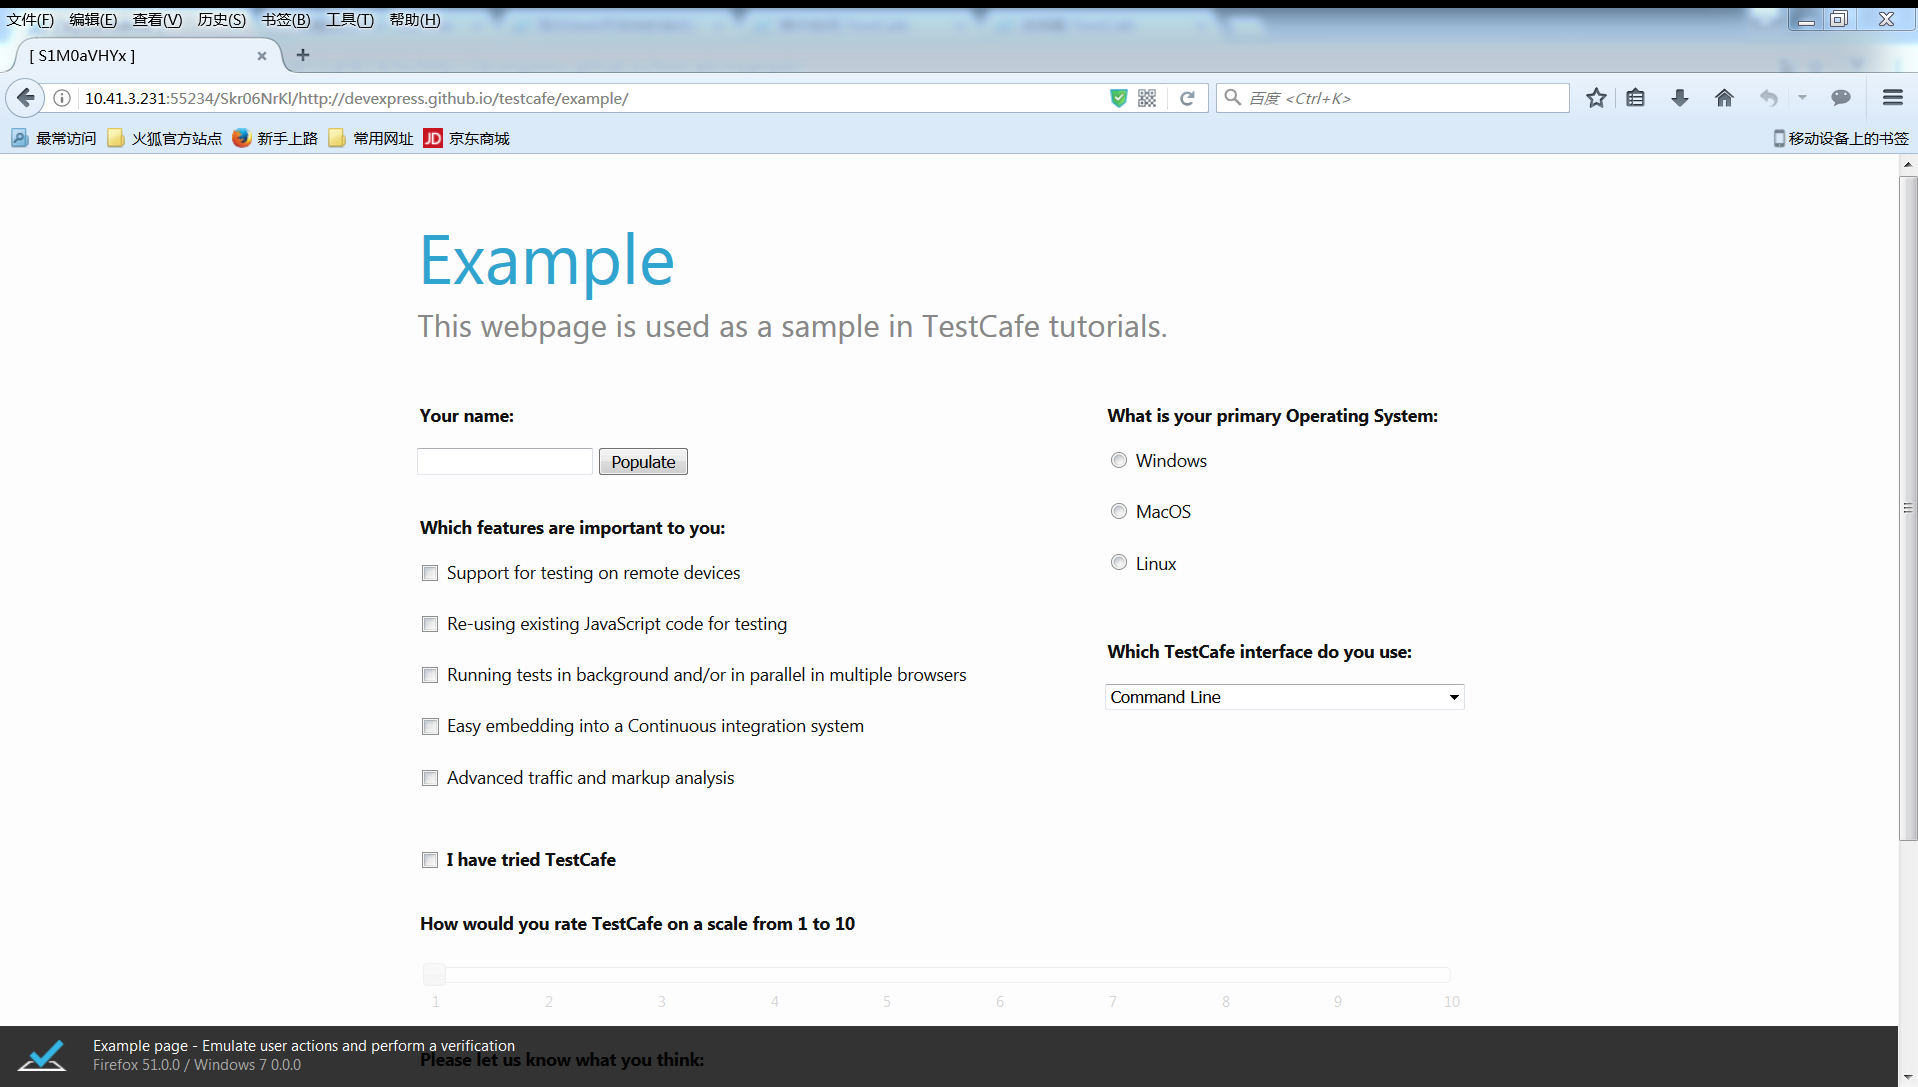 文件(F) 编辑(E) 查看(V) 历史(S) 书签(B) 工具(T) 帮助(H)
[ S1M0aVHYx ]
10.41.3.231:55234/Skr06NrKl/http://devexpress.github.io/testcafe/example/
百度 <Ctrl+K>
最常访问 火狐官方站点 新手上路 常用网址 JD 京东商城 移动设备上的书签
Example
This webpage is used as a sample in TestCafe tutorials.
Your name:
Populate
Which features are important to you:
Support for testing on remote devices
Re-using existing JavaScript code for testing
Running tests in background and/or in parallel in multiple browsers
Easy embedding into a Continuous integration system
Advanced traffic and markup analysis
I have tried TestCafe
What is your primary Operating System:
Windows
MacOS
Linux
Which TestCafe interface do you use:
Command Line
How would you rate TestCafe on a scale from 1 to 10
1 2 3 4 5 6 7 8 9 10
Please let us know what you think:
Example page - Emulate user actions and perform a verification
Firefox 51.0.0 / Windows 7 0.0.0